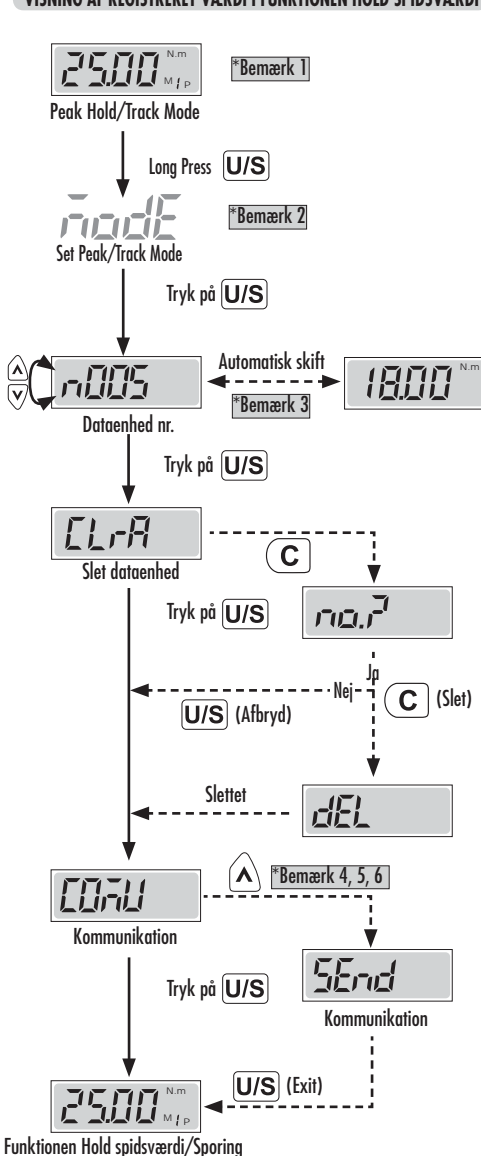 VISNING AF REGISTRERET VÆRDI I FUNKTIONEN HOLD SPIDSVÆRDI
25.00 N.m M1P
*Bemærk 1
Peak Hold/Track Mode
Long Press U/S
modE
*Bemærk 2
Set Peak/Track Mode
Tryk på U/S
n005
Automatisk skift
*Bemærk 3
18.00 N.m
Dataenhed nr.
Tryk på U/S
CLrA
Slet dataenhed
C
Tryk på U/S
no.?
Ja
Nej
C (Slet)
U/S (Afbryd)
Slettet
dEL
COmU
*Bemærk 4, 5, 6
Kommunikation
SEnd
Tryk på U/S
Kommunikation
U/S (Exit)
25.00 N.m M1P
Funktionen Hold spidsværdi/Sporing